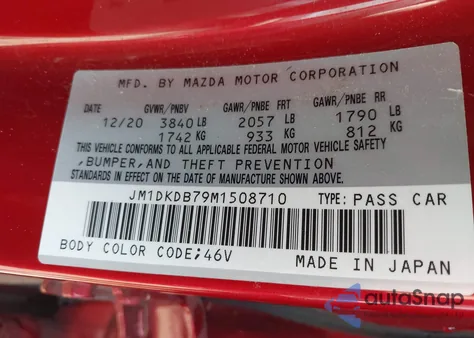 MFD. BY MAZDA MOTOR CORPORATION
DATE GVWR/PNBV GAWR/PNBE FRT GAWR/PNBE RR
12/20 3840 LB 2057 LB 1790 LB
1742 KG 933 KG 812 KG
THIS VEHICLE CONFORMS TO ALL APPLICABLE FEDERAL MOTOR VEHICLE SAFETY
,BUMPER,AND THEFT PREVENTION
STANDARDS IN EFFECT ON THE DATE OF MANUFACTURE SHOWN ABOVE.
JM1DKDB79M1508710 TYPE: PASS CAR
BODY COLOR CODE;46V MADE IN JAPAN
autoSnap